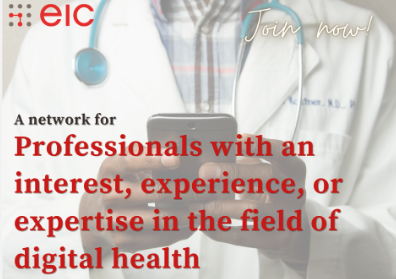 eic
Join now!
A network for
Professionals with an
interest, experience, or
expertise in the field of
digital health